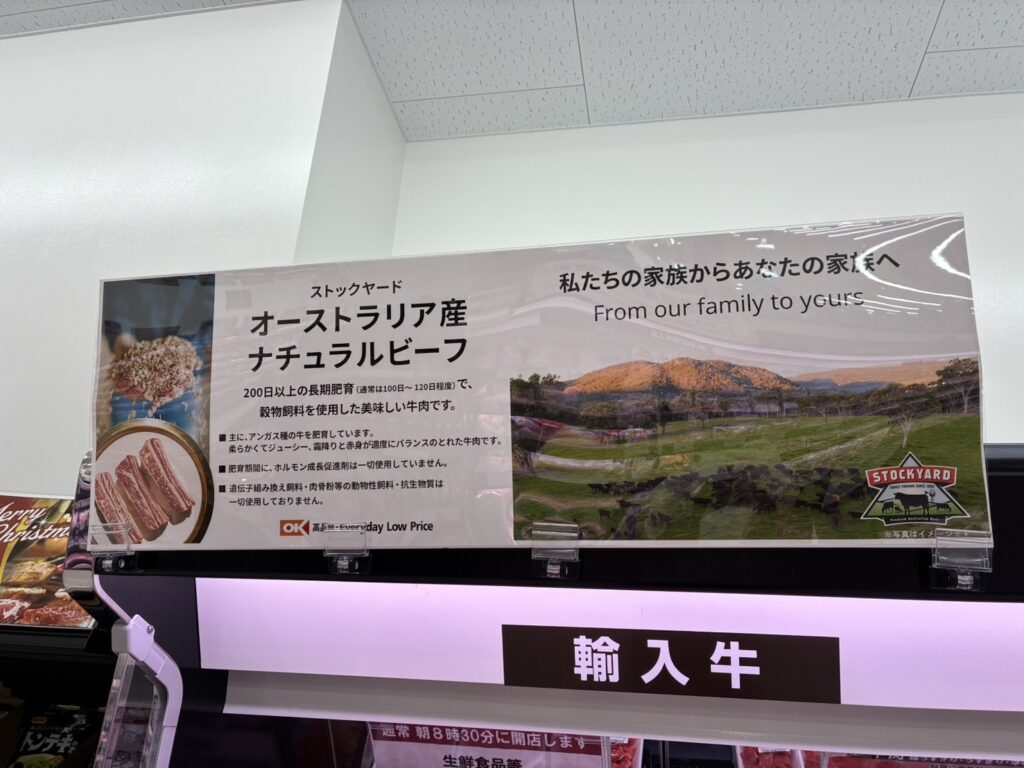 ストックヤード
オーストラリア産
ナチュラルビーフ
200日以上の長期肥育（通常は100日～120日程度）で、
穀物飼料を使用した美味しい牛肉です。
■ 主に、アンガス種の牛を肥育しています。
柔らかくてジューシー、霜降りと赤身が適度にバランスのとれた牛肉です。
■ 肥育期間に、ホルモン成長促進剤は一切使用していません。
■ 遺伝子組み換え飼料・肉骨粉等の動物性飼料・抗生物質は
一切使用しておりません。
OK 高品質・Everyday Low Price
私たちの家族からあなたの家族へ
From our family to yours
STOCKYARD
Premium Australian Beef
※写真はイメ
Merry
Christmas
輸入牛
通常 朝8時30分に開店します
生鮮食品等
トンテキ